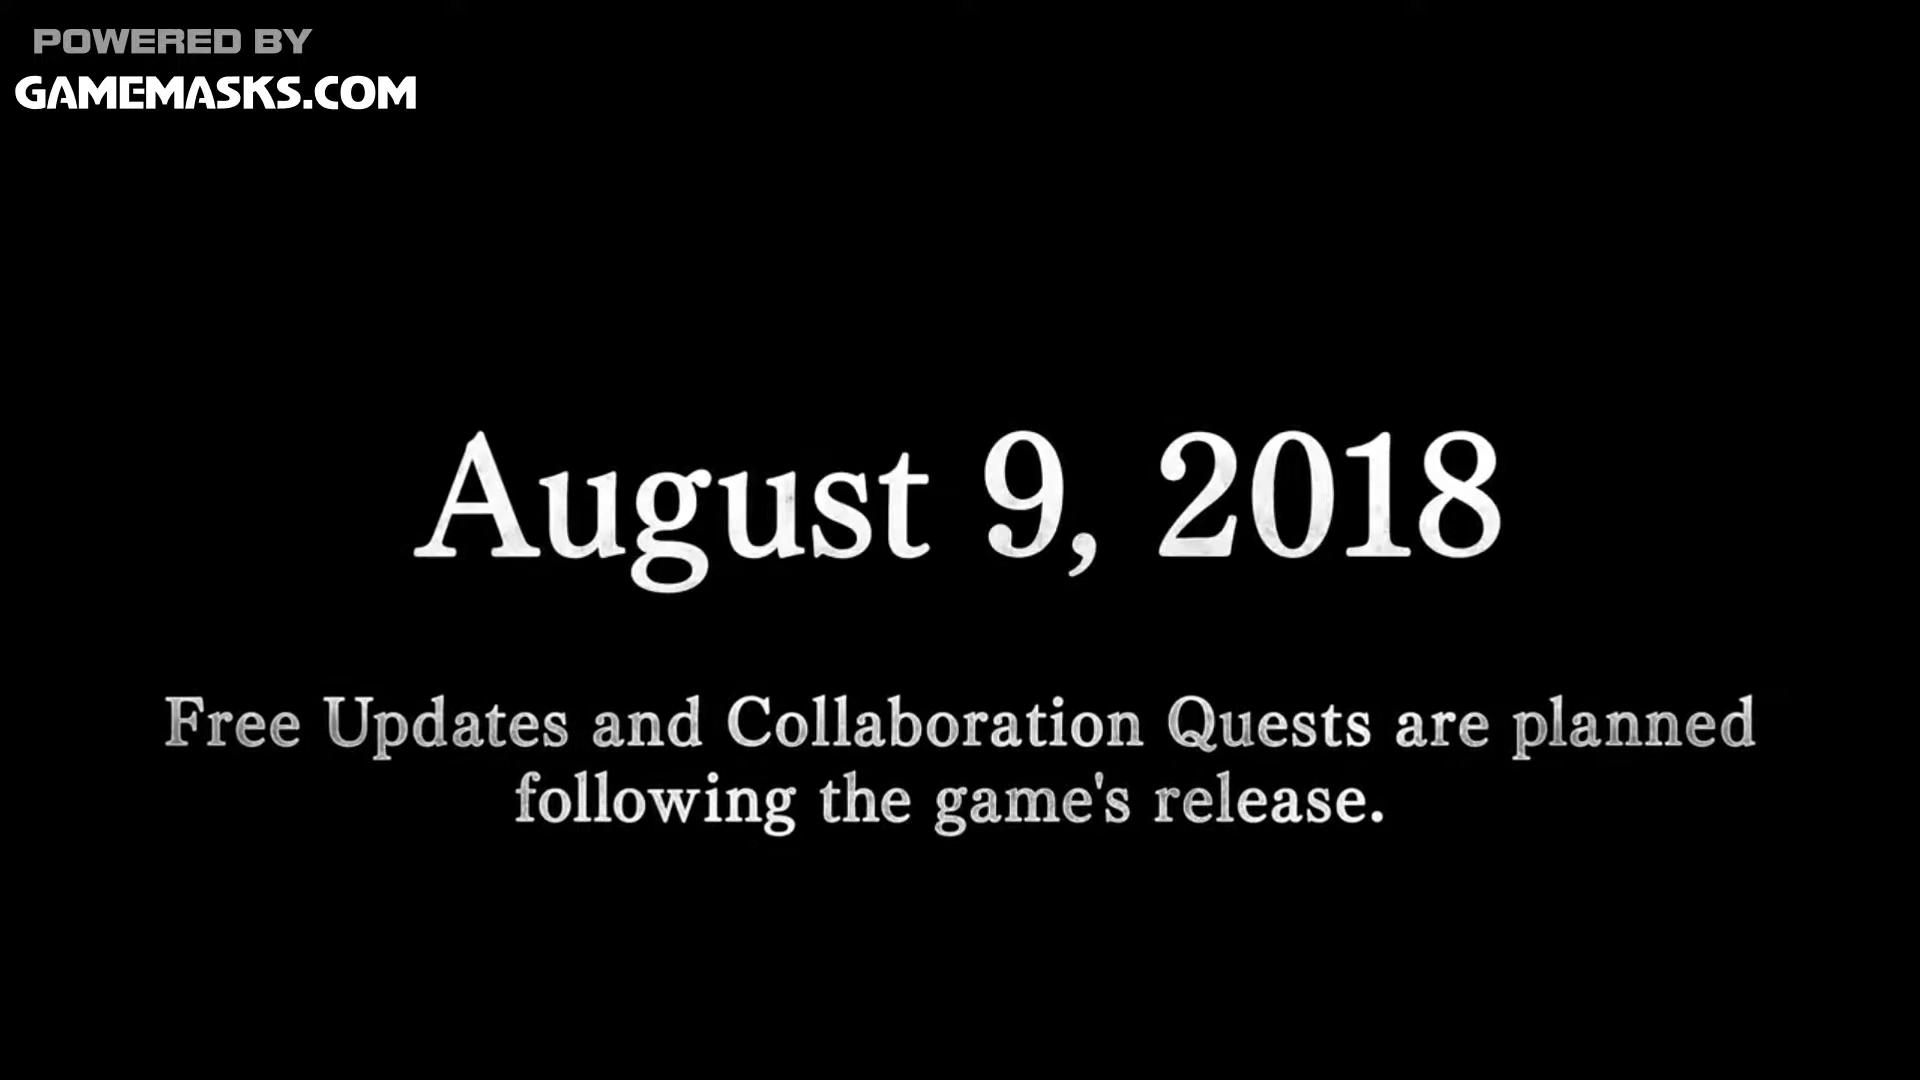 POWERED BY
GAMEMASKS.COM
August 9, 2018
Free Updates and Collaboration Quests are planned
following the game's release.